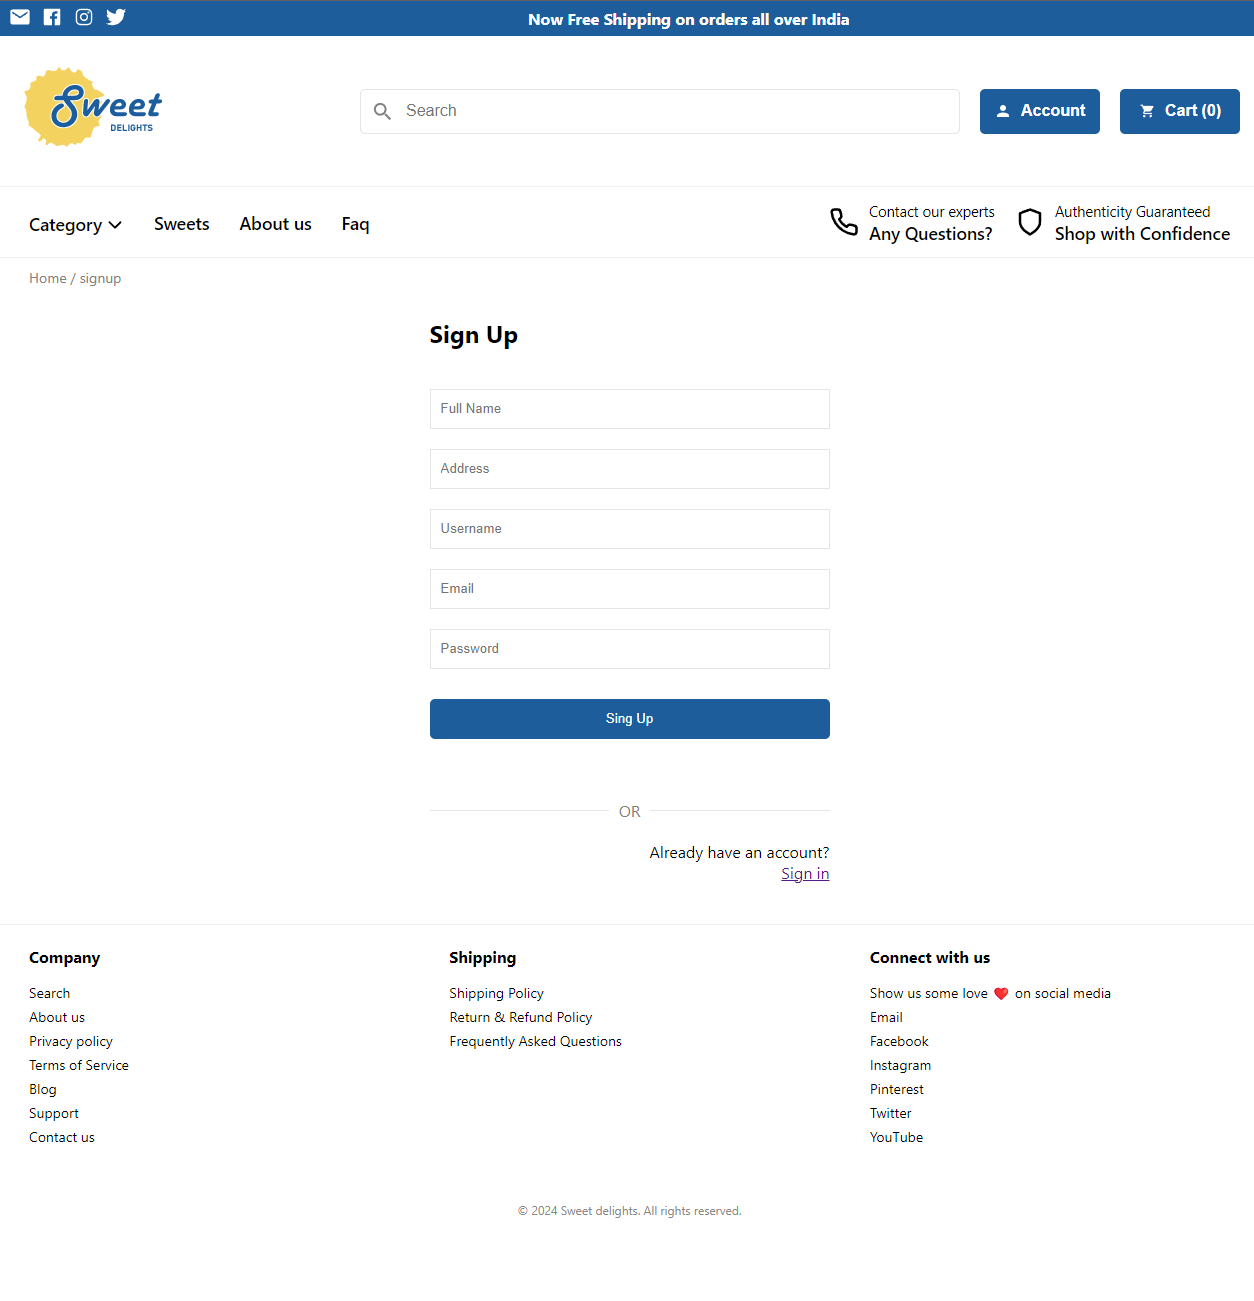 Now Free Shipping on orders all over India
Sweet
DELIGHTS
Search
Account
Cart (0)
Category
Sweets
About us
Faq
Contact our experts
Any Questions?
Authenticity Guaranteed
Shop with Confidence
Home / signup
Sign Up
Full Name
Address
Username
Email
Password
Sing Up
OR
Already have an account?
Sign in
Company
Search
About us
Privacy policy
Terms of Service
Blog
Support
Contact us
Shipping
Shipping Policy
Return & Refund Policy
Frequently Asked Questions
Connect with us
Show us some love ❤️ on social media
Email
Facebook
Instagram
Pinterest
Twitter
YouTube
© 2024 Sweet delights. All rights reserved.